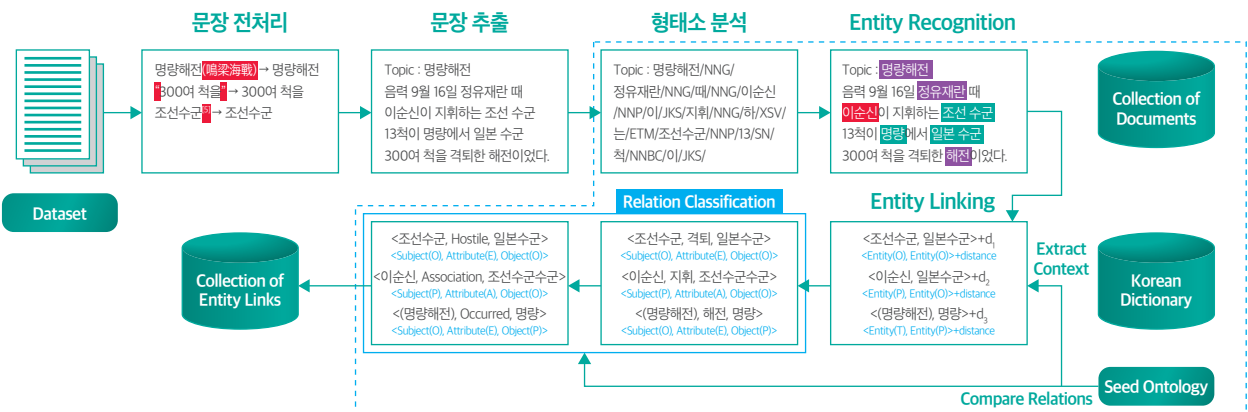 문장 전처리
문장 추출
형태소 분석
Entity Recognition
명량해전(鳴梁海戰) → 명량해전
"300여 척을" → 300여 척을
→ 조선수군
Topic : 명량해전
음력 9월 16일 정유재란 때
이순신이 지휘하는 조선 수군
13척이 명량에서 일본 수군
300여 척을 격퇴한 해전이었다.
Topic : 명량해전/NNG/
정유재란/NNG/때/NNG/이순신
/NNP/이/JKS/지휘/NNG/하/XSV/
는/ETM/조선수군/NNP/13/SN/
척/NNBC/이/JKS/
Topic : 명량해전
음력 9월 16일 정유재란 때
이순신이 지휘하는 조선 수군
13척이 명량에서 일본 수군
300여 척을 격퇴한 해전이었다.
Collection of
Documents
Dataset
Relation Classification
Entity Linking
Collection of
Entity Links
<조선수군, Hostile, 일본수군>
<Subject(O), Attribute(E), Object(O)>
<이순신, Association, 조선수군수군>
<Subject(P), Attribute(A), Object(O)>
<(명량해전), Occurred, 명량>
<Subject(O), Attribute(E), Object(P)>
<조선수군, 격퇴, 일본수군>
<Subject(O), Attribute(E), Object(O)>
<이순신, 지휘, 조선수군수군>
<Subject(P), Attribute(A), Object(O)>
<(명량해전), 해전, 명량>
<Subject(O), Attribute(E), Object(P)>
<조선수군, 일본수군>+d1
<Entity(O), Entity(O)>+distance
<이순신, 일본수군>+d2
<Entity(P), Entity(O)>+distance
<(명량해전), 명량>+d3
<Entity(T), Entity(P)>+distance
Extract
Context
Korean
Dictionary
Seed Ontology
Compare Relations